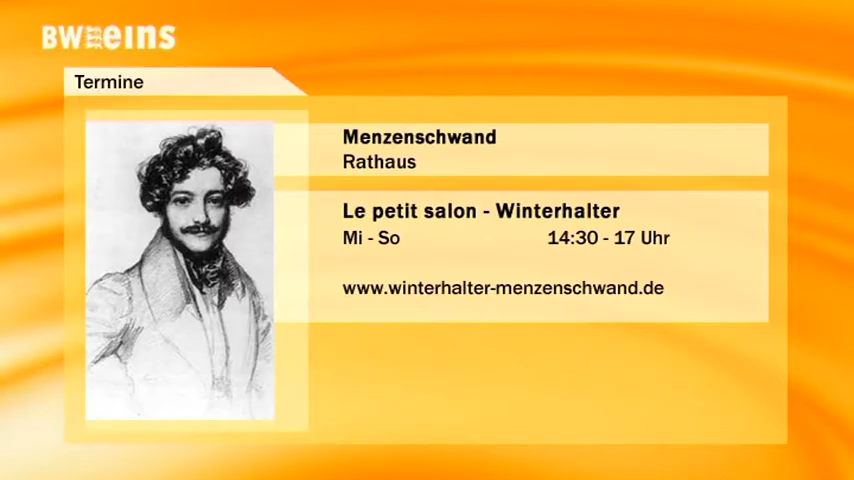 BW eins
Termine
Menzenschwand
Rathaus
Le petit salon - Winterhalter
Mi - So 14:30 - 17 Uhr
www.winterhalter-menzenschwand.de